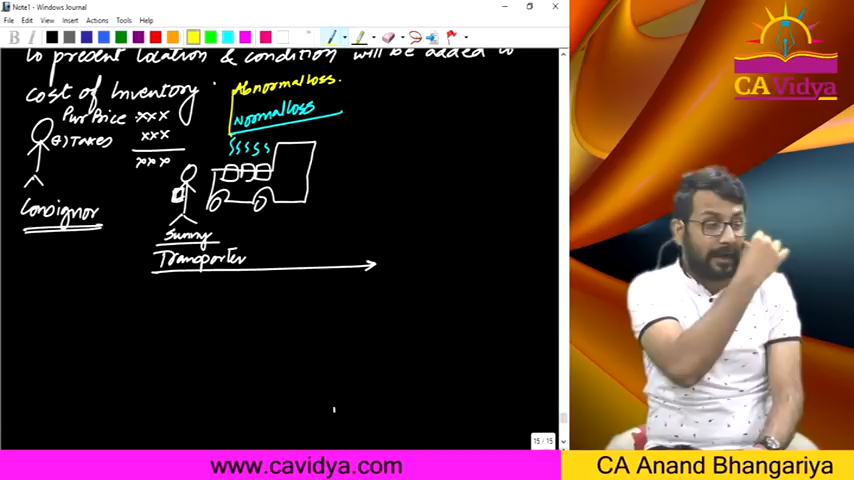 Note1 - Windows Journal
File Edit View Insert Actions Tools Help
B I
to present location & condition will be added to
cost of Inventory.
Abnormal loss.
Normal loss
Pur Price xxx
(+) Taxes xxx
xxx
Consignor
Sunny
Transporter
15 / 15
CA Vidya
www.cavidya.com
CA Anand Bhangariya